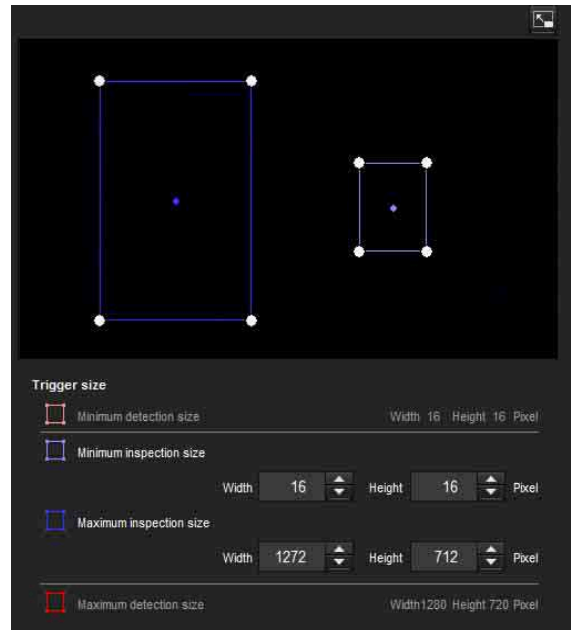 Trigger size
Minimum detection size Width 16 Height 16 Pixel
Minimum inspection size
Width 16 Height 16 Pixel
Maximum inspection size
Width 1272 Height 712 Pixel
Maximum detection size Width1280 Height 720 Pixel